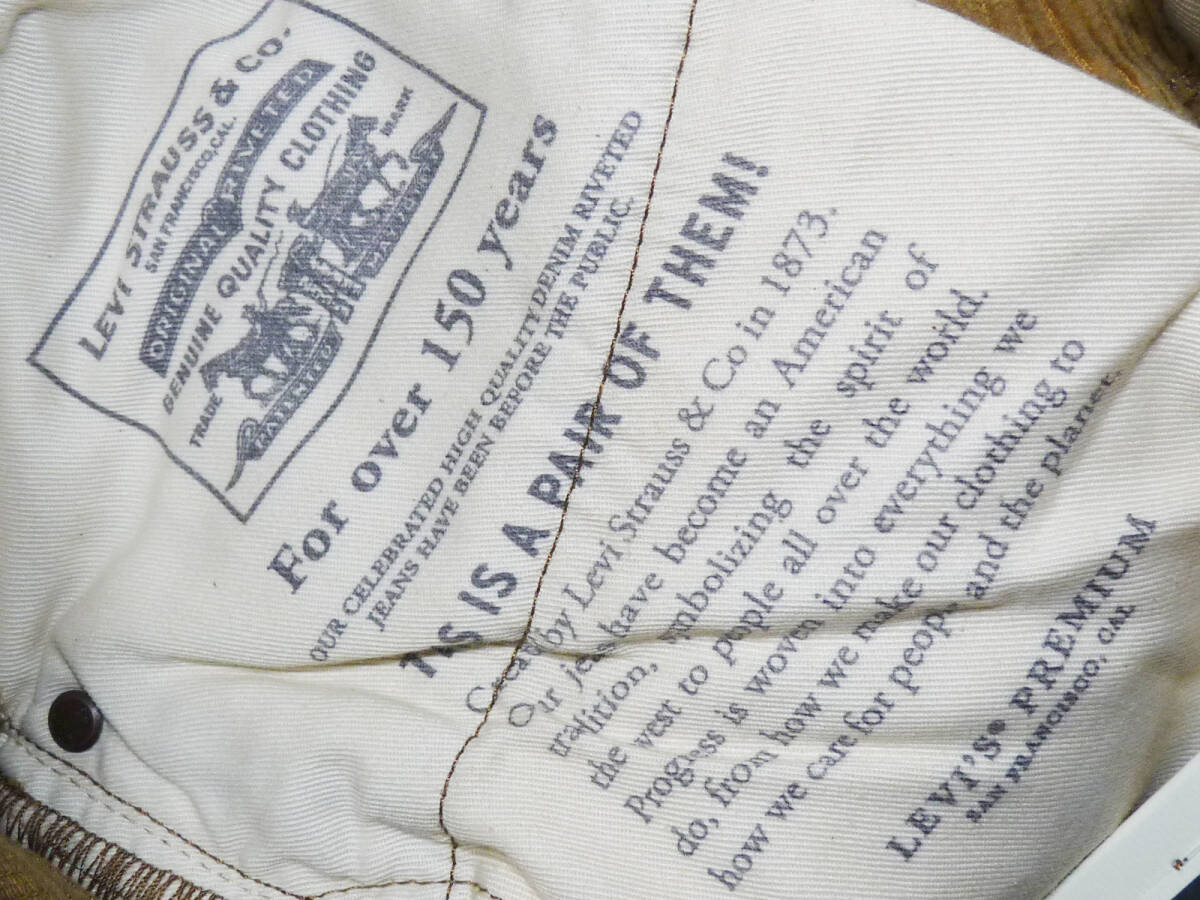 LEVI STRAUSS & CO.
SAN FRANCISCO, CAL.
ORIGINAL RIVETED
GENUINE QUALITY CLOTHING
TRADE MARK
For over 150 years
OUR CELEBRATED HIGH QUALITY DENIM RIVETED
JEANS HAVE BEEN BEFORE THE PUBLIC.
IS A PAIR OF THEM!
by Levi Strauss & Co in 1873.
Our have become an American
tradition, the spirit of
the west to people all over the world.
Progress is woven into everything we
do, from how we make our clothing to
how we care for people and the planet.
LEVI'S® PREMIUM
SAN FRANCISCO, CAL